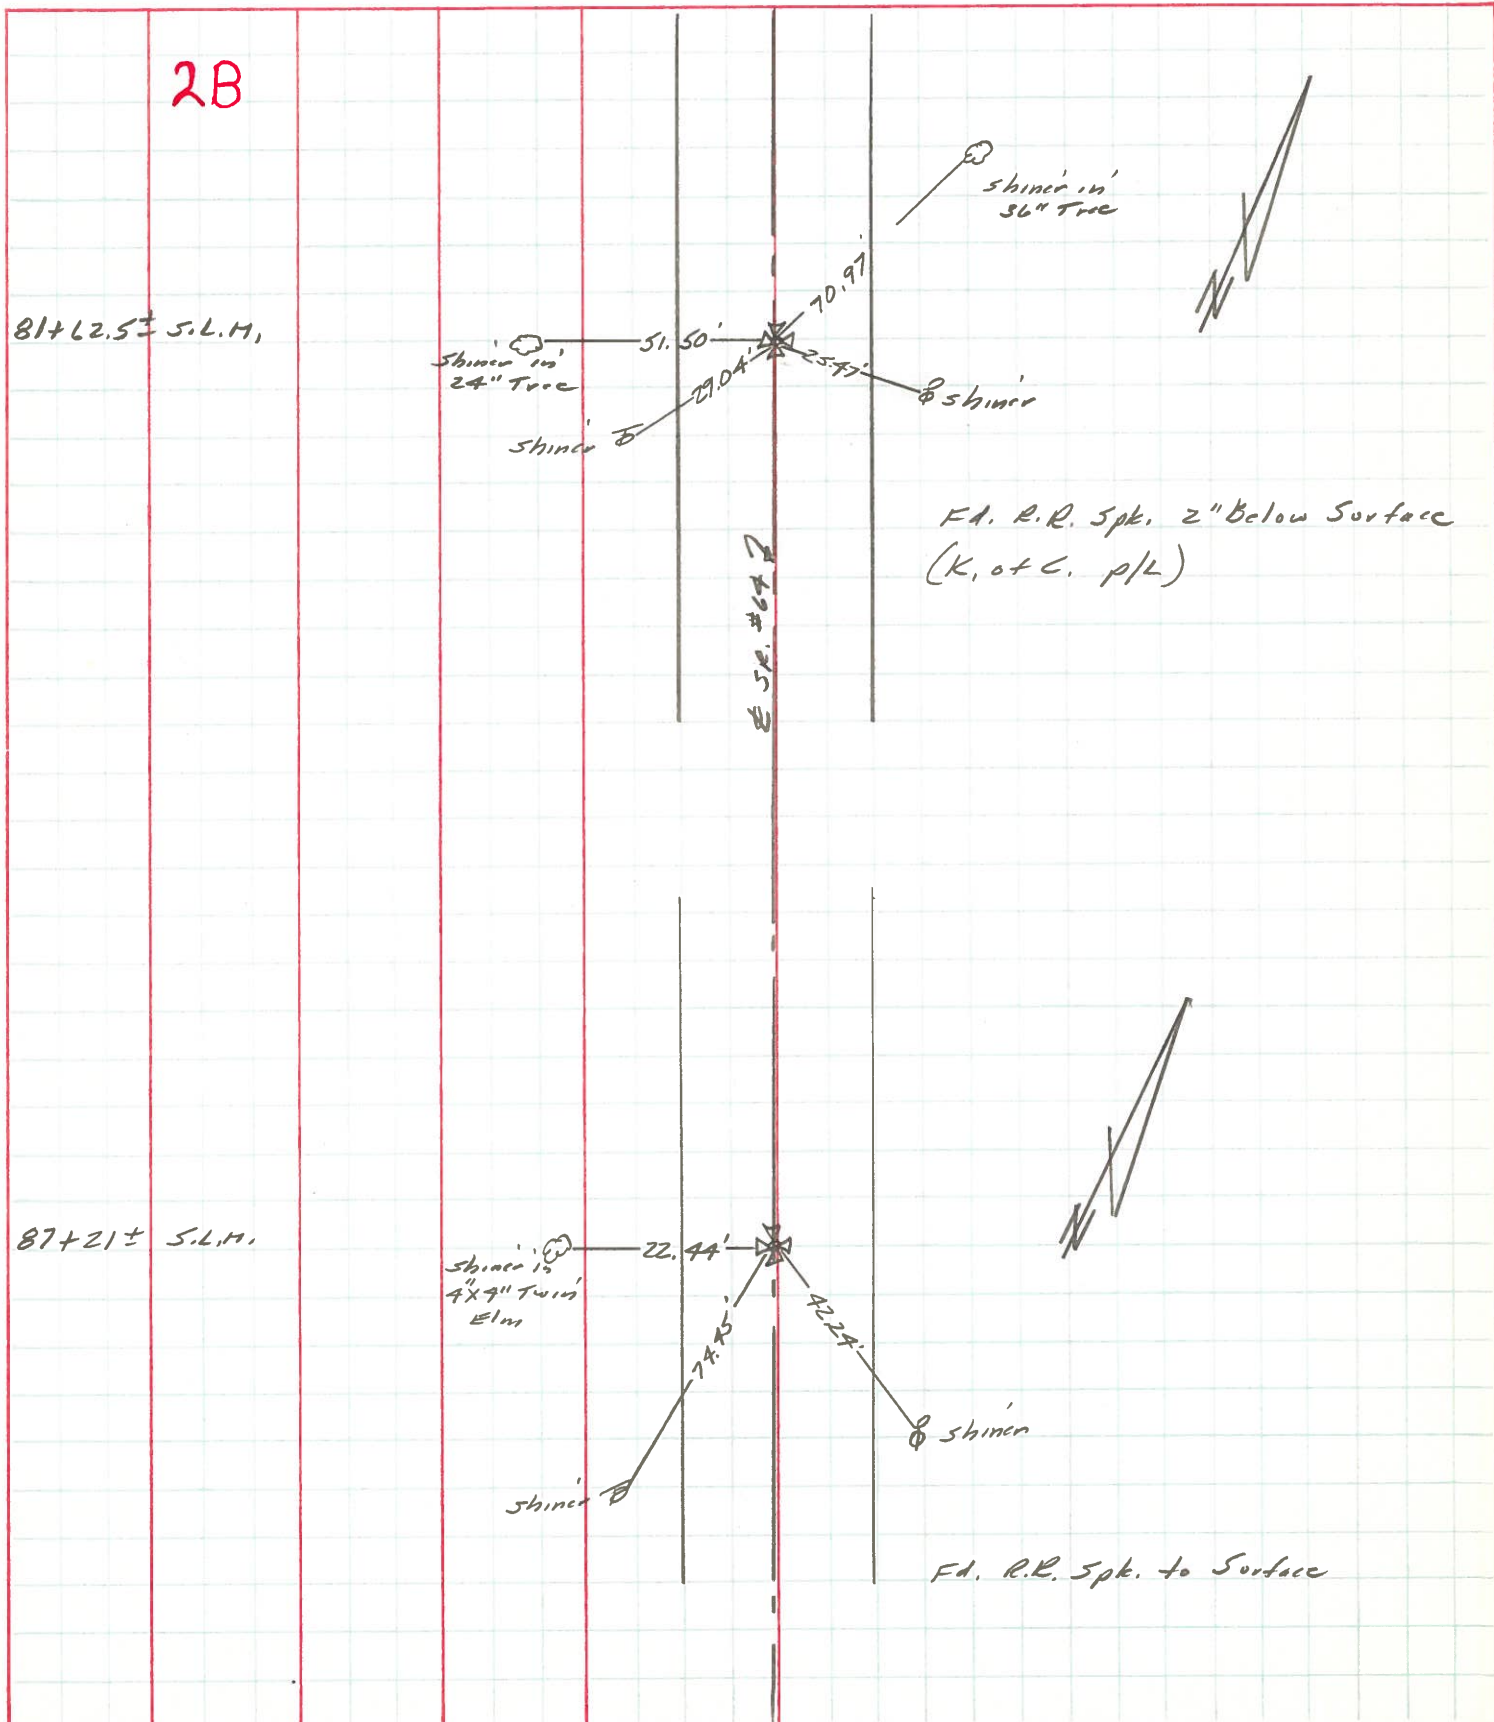 2B
shiner in
36" Tree
70.97'
81+62.5± S.L.M.
51.50'
shiner in
24" Tree
29.04'
25.47'
shiner
shiner
Fd. R.R. Spk. 2" Below Surface
(K. of C. p/L)
℄ S.R. #647
87+21± S.L.M.
22.44'
shiner in
4"x4" Twin
Elm
74.45'
42.24'
shiner
shiner
Fd. R.R. Spk. to Surface